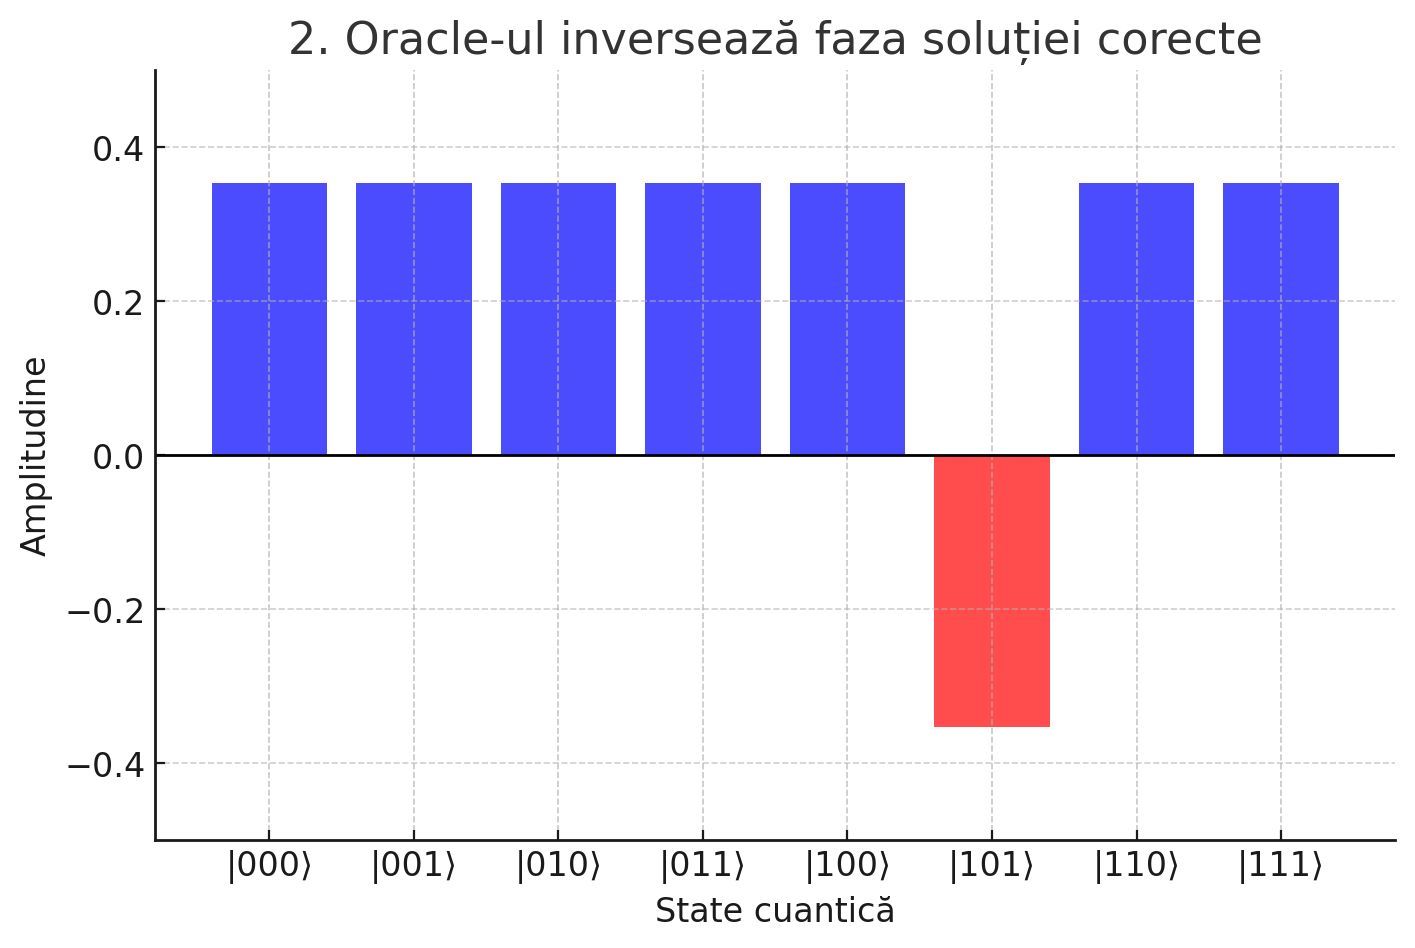 2. Oracle-ul inversează faza soluției corecte
Amplitudine
0.4
0.2
0.0
−0.2
−0.4
|000⟩ |001⟩ |010⟩ |011⟩ |100⟩ |101⟩ |110⟩ |111⟩
State cuantică